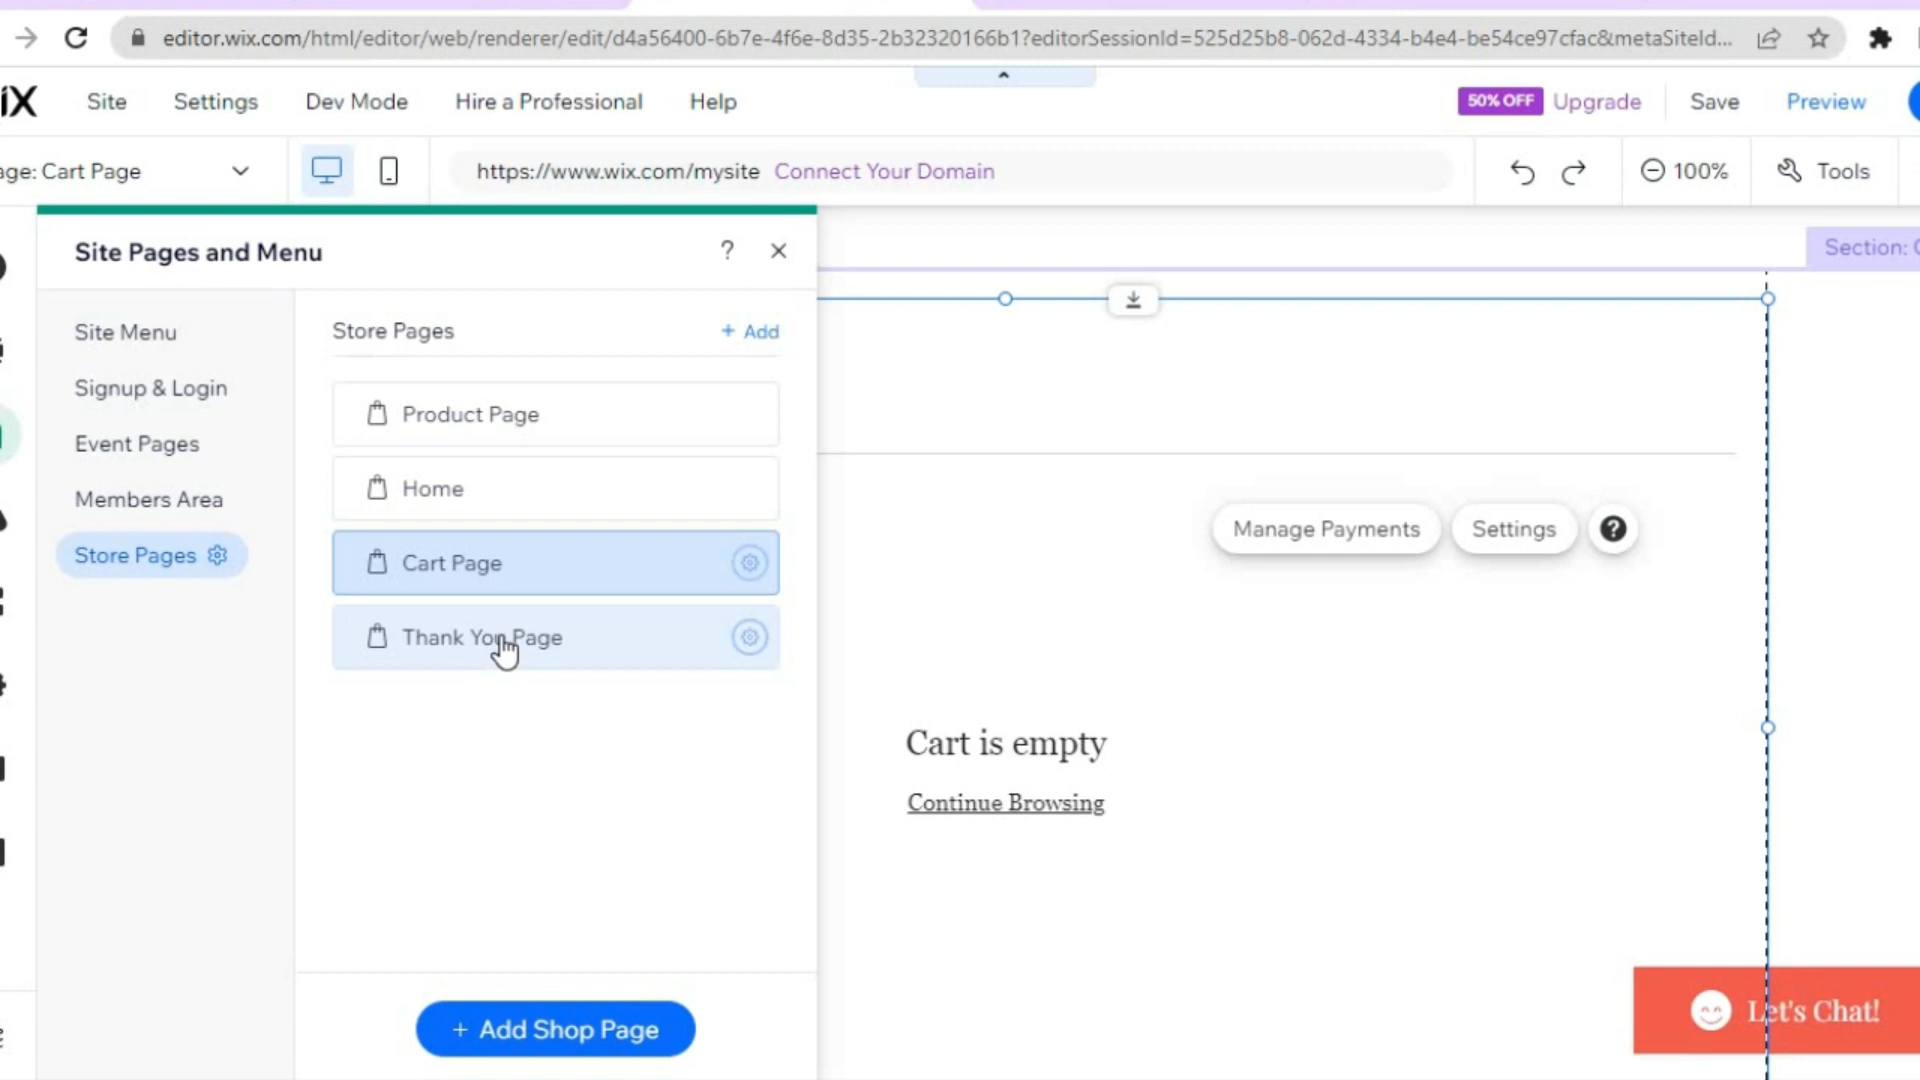 editor.wix.com/html/editor/web/renderer/edit/d4a56400-6b7e-4f6e-8d35-2b32320166b1?editorSessionId=525d25b8-062d-4334-b4e4-be54ce97cfac&metaSiteId...
iX Site Settings Dev Mode Hire a Professional Help 50% OFF Upgrade Save Preview
age: Cart Page https://www.wix.com/mysite Connect Your Domain 100% Tools
Site Pages and Menu ?
Section:
Site Menu
Signup & Login
Event Pages
Members Area
Store Pages
Store Pages + Add
Product Page
Home
Cart Page
Thank You Page
+ Add Shop Page
Manage Payments Settings ?
Cart is empty
Continue Browsing
Let's Chat!